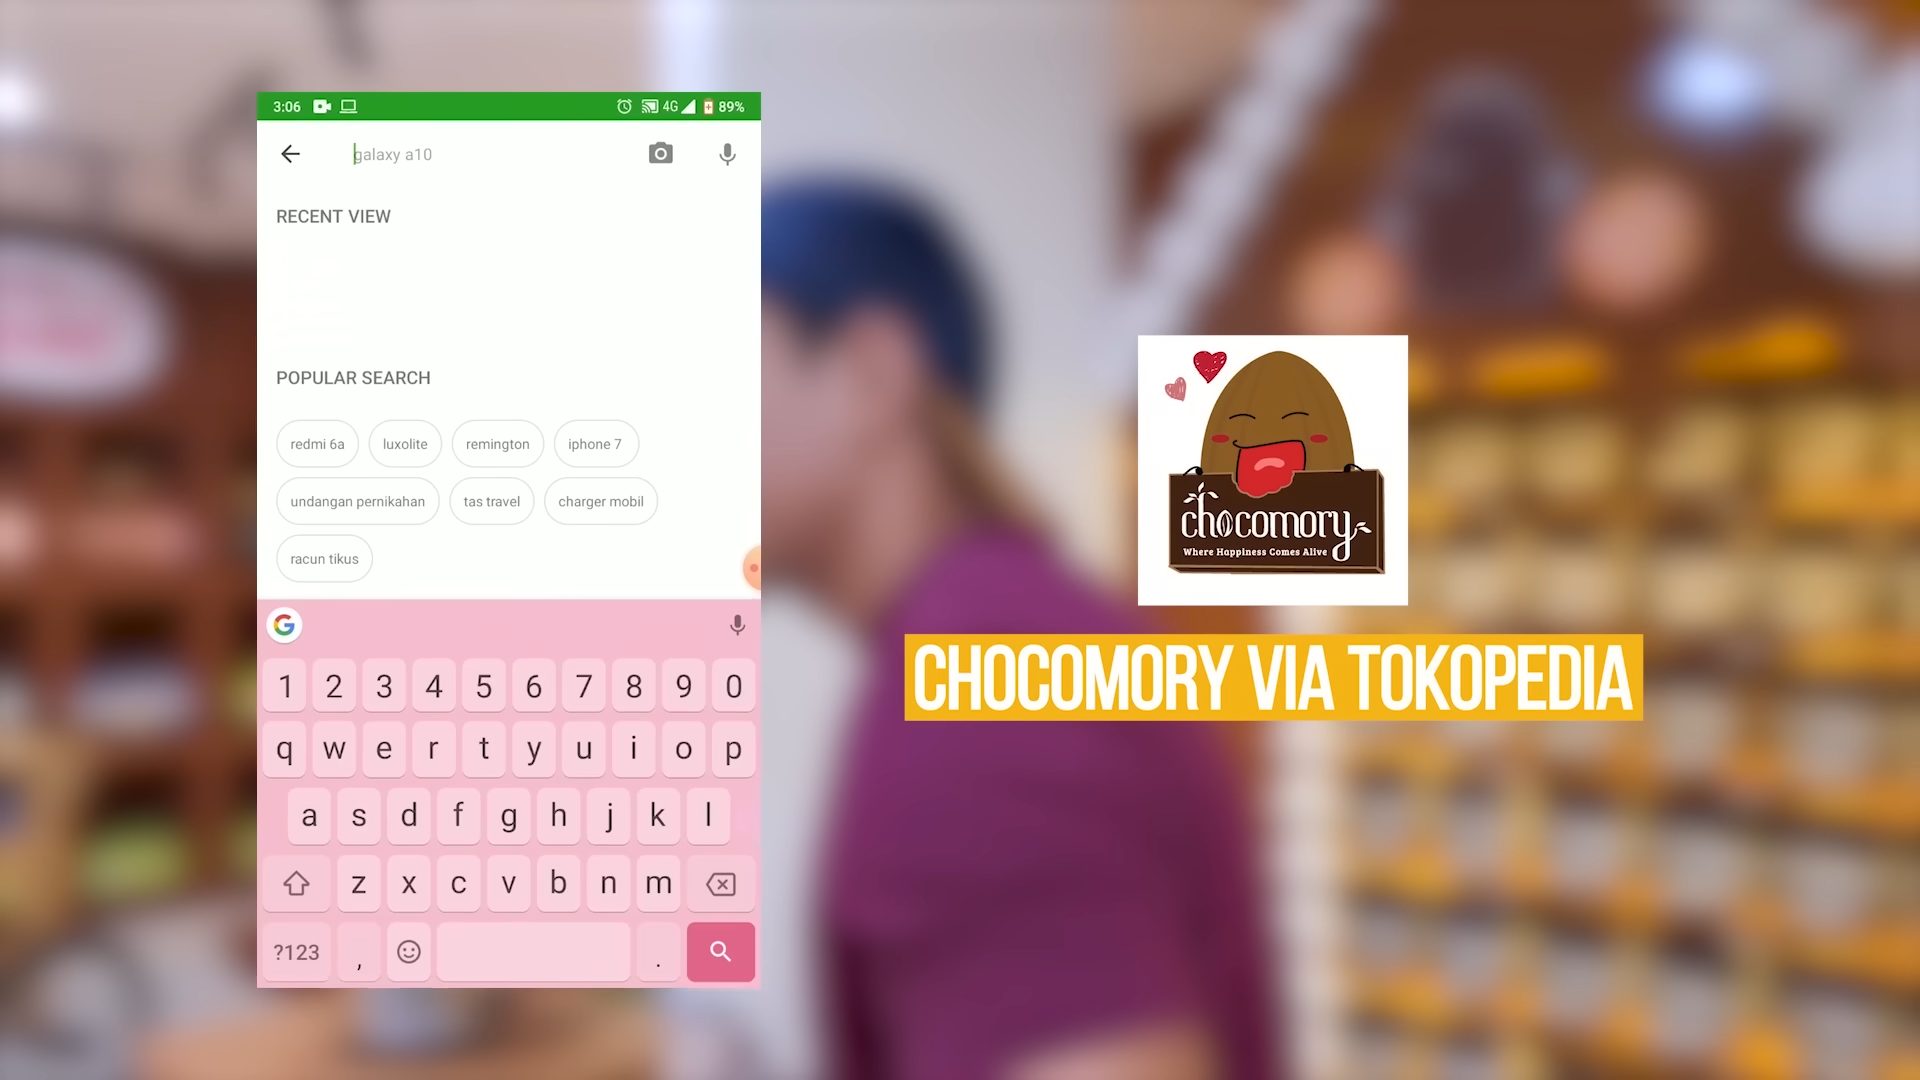 3:06
4G
89%
galaxy a10
RECENT VIEW
POPULAR SEARCH
redmi 6a
luxolite
remington
iphone 7
undangan pernikahan
tas travel
charger mobil
racun tikus
G
1 2 3 4 5 6 7 8 9 0
q w e r t y u i o p
a s d f g h j k l
z x c v b n m
?123 , .
chocomory
Where Happiness Comes Alive
CHOCOMORY VIA TOKOPEDIA